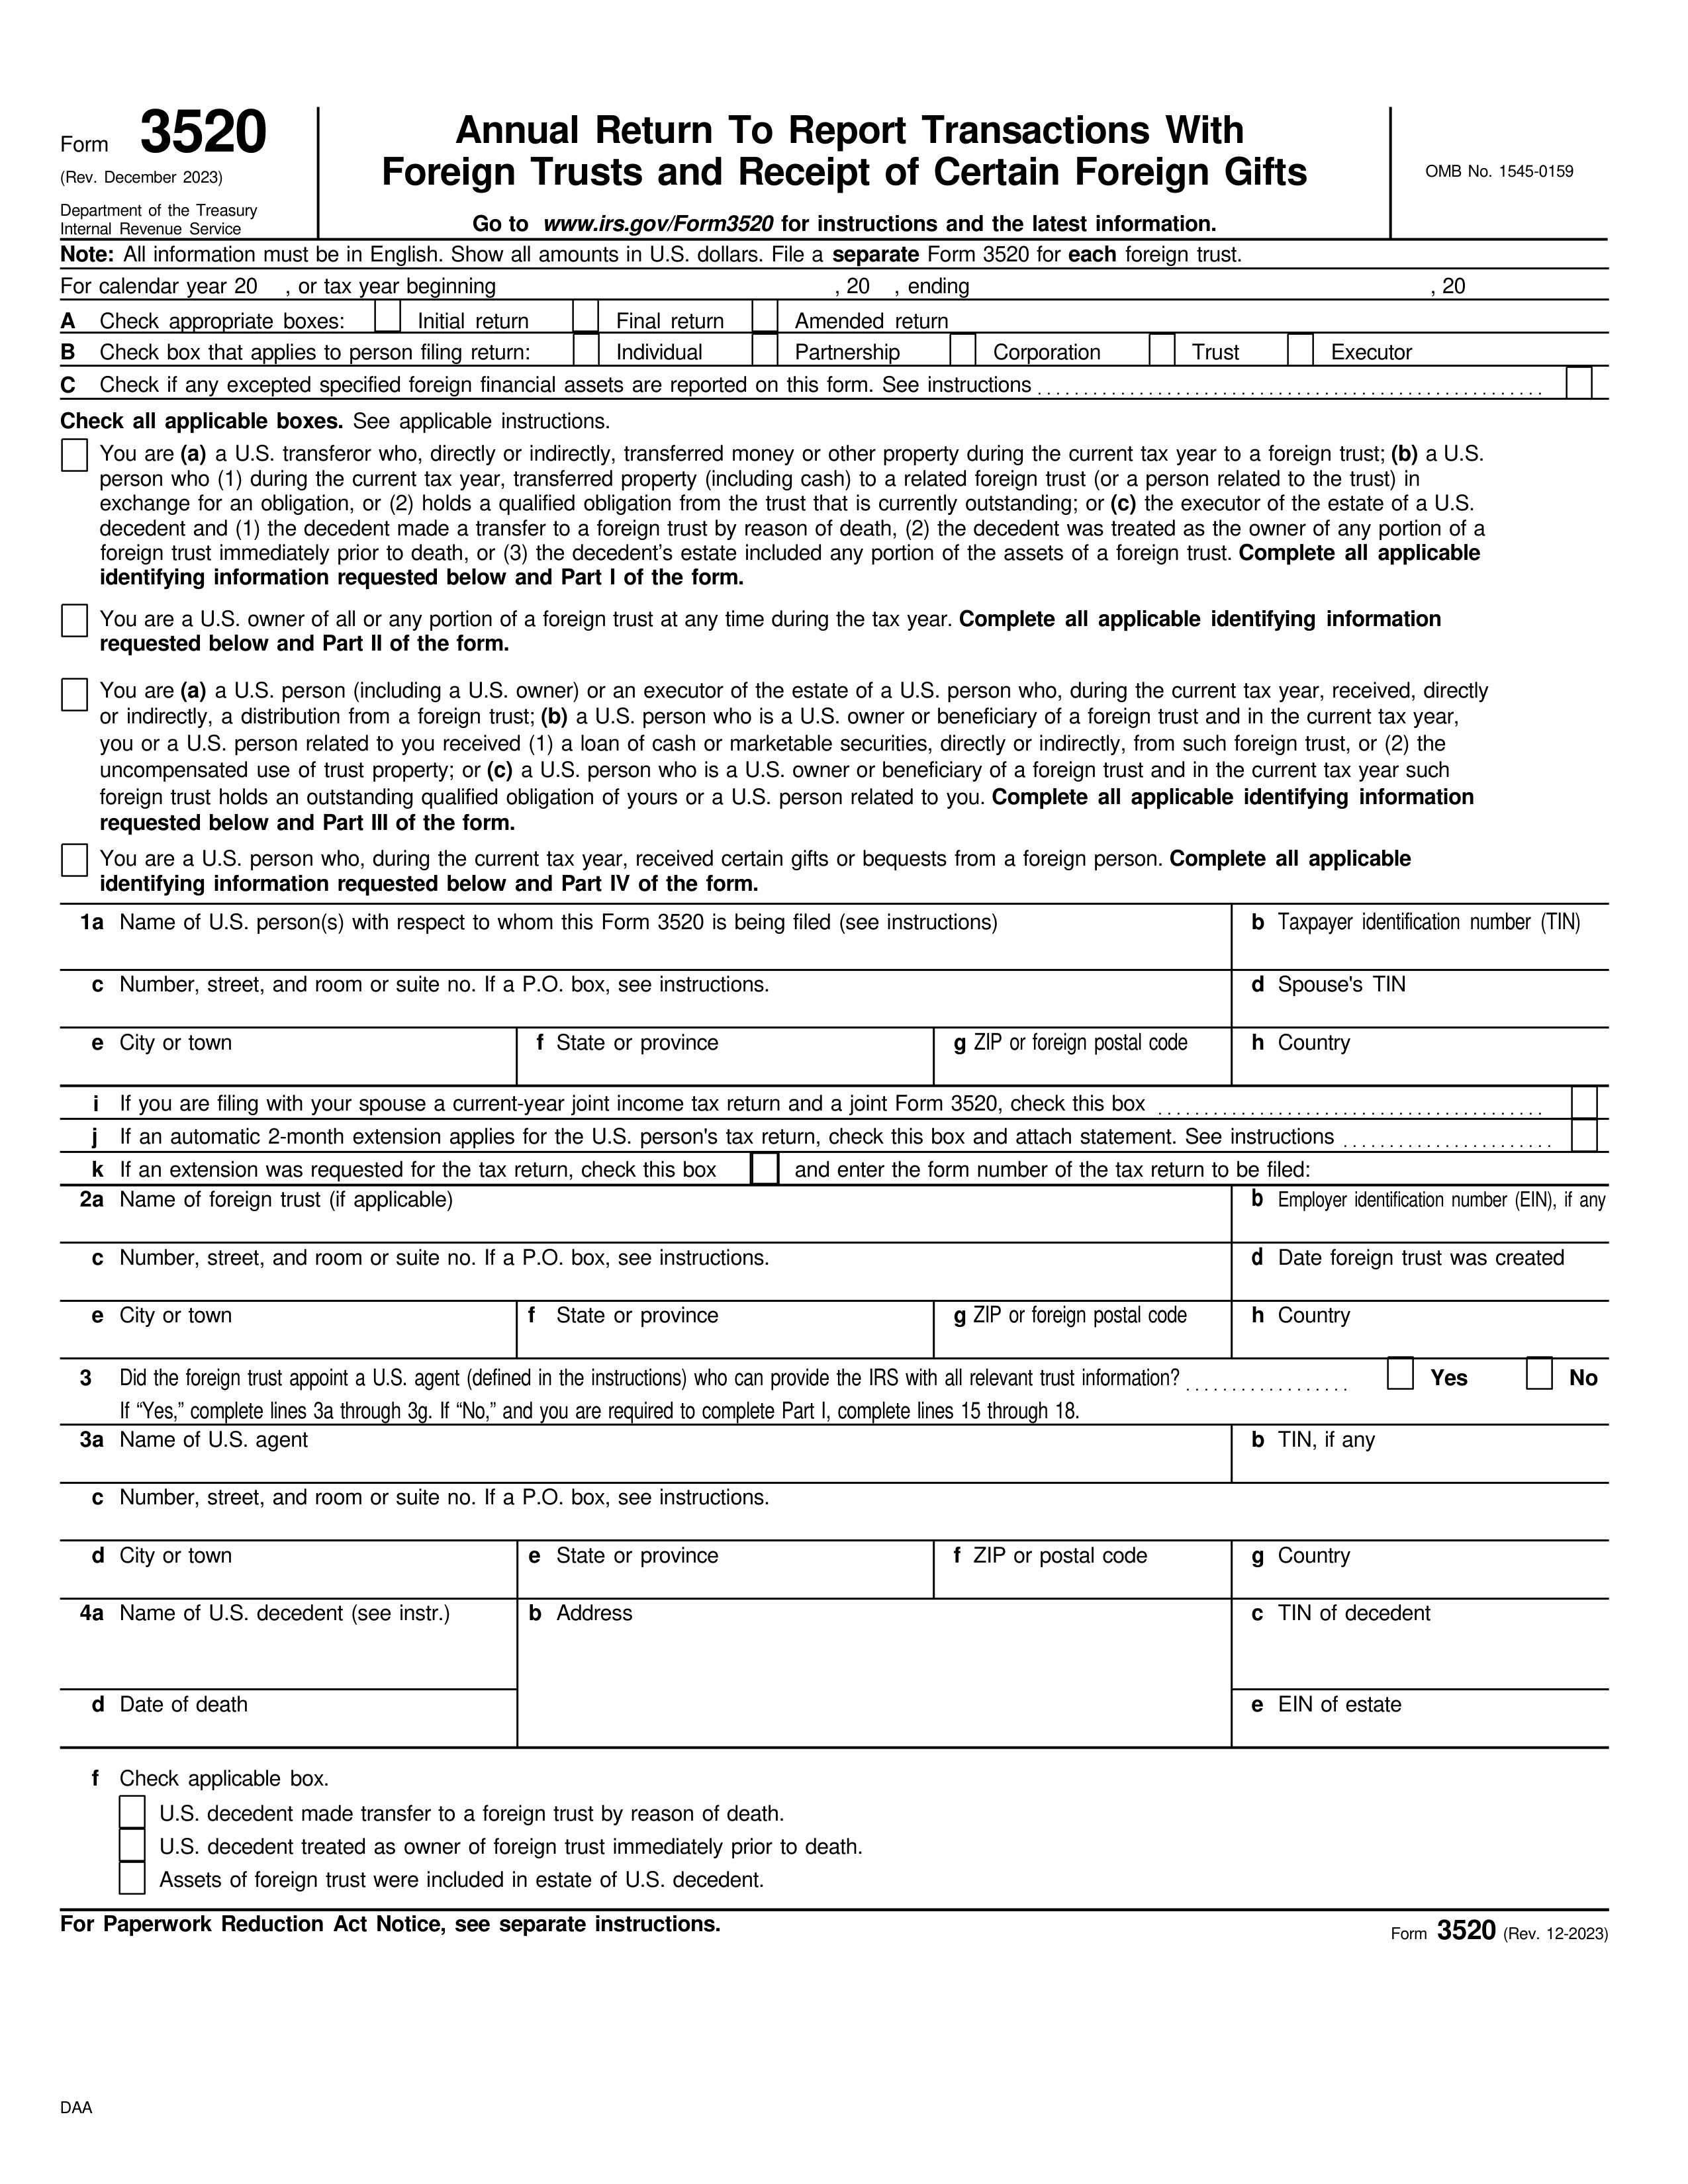 Form 3520
(Rev. December 2023)
Department of the Treasury
Internal Revenue Service
Annual Return To Report Transactions With
Foreign Trusts and Receipt of Certain Foreign Gifts
Go to www.irs.gov/Form3520 for instructions and the latest information.
OMB No. 1545-0159
Note: All information must be in English. Show all amounts in U.S. dollars. File a separate Form 3520 for each foreign trust.
For calendar year 20 , or tax year beginning , 20 , ending , 20
A Check appropriate boxes: Initial return Final return Amended return
B Check box that applies to person filing return: Individual Partnership Corporation Trust Executor
C Check if any excepted specified foreign financial assets are reported on this form. See instructions
Check all applicable boxes. See applicable instructions.
You are (a) a U.S. transferor who, directly or indirectly, transferred money or other property during the current tax year to a foreign trust; (b) a U.S.
person who (1) during the current tax year, transferred property (including cash) to a related foreign trust (or a person related to the trust) in
exchange for an obligation, or (2) holds a qualified obligation from the trust that is currently outstanding; or (c) the executor of the estate of a U.S.
decedent and (1) the decedent made a transfer to a foreign trust by reason of death, (2) the decedent was treated as the owner of any portion of a
foreign trust immediately prior to death, or (3) the decedent’s estate included any portion of the assets of a foreign trust. Complete all applicable
identifying information requested below and Part I of the form.
You are a U.S. owner of all or any portion of a foreign trust at any time during the tax year. Complete all applicable identifying information
requested below and Part II of the form.
You are (a) a U.S. person (including a U.S. owner) or an executor of the estate of a U.S. person who, during the current tax year, received, directly
or indirectly, a distribution from a foreign trust; (b) a U.S. person who is a U.S. owner or beneficiary of a foreign trust and in the current tax year,
you or a U.S. person related to you received (1) a loan of cash or marketable securities, directly or indirectly, from such foreign trust, or (2) the
uncompensated use of trust property; or (c) a U.S. person who is a U.S. owner or beneficiary of a foreign trust and in the current tax year such
foreign trust holds an outstanding qualified obligation of yours or a U.S. person related to you. Complete all applicable identifying information
requested below and Part III of the form.
You are a U.S. person who, during the current tax year, received certain gifts or bequests from a foreign person. Complete all applicable
identifying information requested below and Part IV of the form.
1a Name of U.S. person(s) with respect to whom this Form 3520 is being filed (see instructions) b Taxpayer identification number (TIN)
c Number, street, and room or suite no. If a P.O. box, see instructions. d Spouse's TIN
e City or town f State or province g ZIP or foreign postal code h Country
i If you are filing with your spouse a current-year joint income tax return and a joint Form 3520, check this box
j If an automatic 2-month extension applies for the U.S. person's tax return, check this box and attach statement. See instructions
k If an extension was requested for the tax return, check this box and enter the form number of the tax return to be filed:
2a Name of foreign trust (if applicable) b Employer identification number (EIN), if any
c Number, street, and room or suite no. If a P.O. box, see instructions. d Date foreign trust was created
e City or town f State or province g ZIP or foreign postal code h Country
3 Did the foreign trust appoint a U.S. agent (defined in the instructions) who can provide the IRS with all relevant trust information? Yes No
If “Yes,” complete lines 3a through 3g. If “No,” and you are required to complete Part I, complete lines 15 through 18.
3a Name of U.S. agent b TIN, if any
c Number, street, and room or suite no. If a P.O. box, see instructions.
d City or town e State or province f ZIP or postal code g Country
4a Name of U.S. decedent (see instr.) b Address c TIN of decedent
d Date of death e EIN of estate
f Check applicable box.
U.S. decedent made transfer to a foreign trust by reason of death.
U.S. decedent treated as owner of foreign trust immediately prior to death.
Assets of foreign trust were included in estate of U.S. decedent.
For Paperwork Reduction Act Notice, see separate instructions. Form 3520 (Rev. 12-2023)
DAA